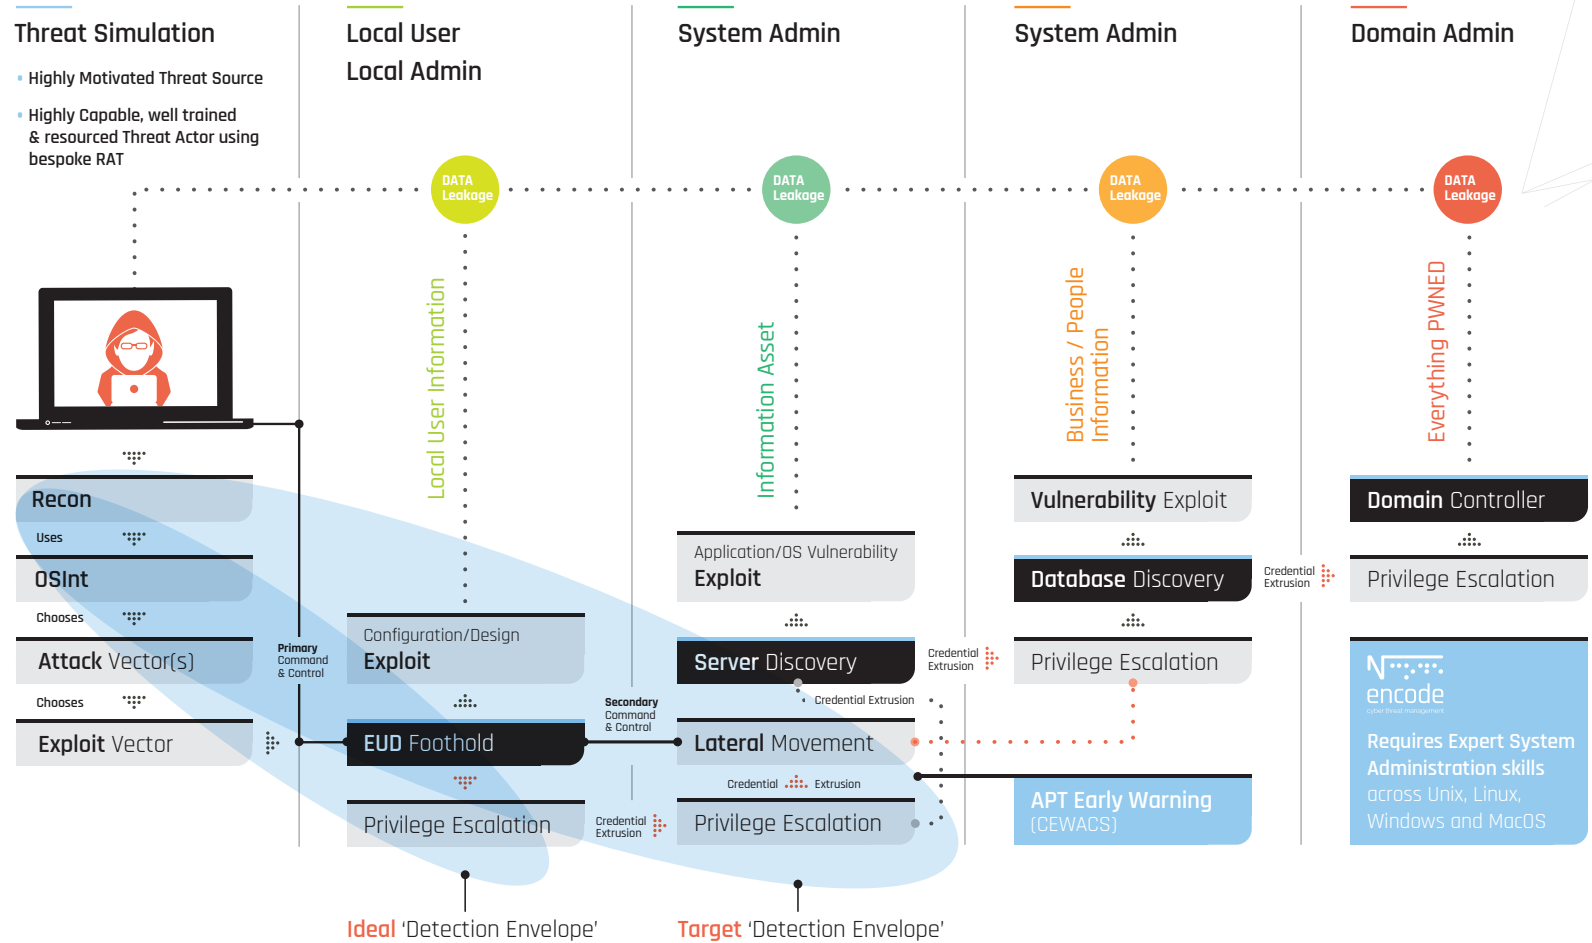 Threat Simulation
• Highly Motivated Threat Source
• Highly Capable, well trained
& resourced Threat Actor using
bespoke RAT
Recon
Uses
OSInt
Chooses
Attack Vector(s)
Chooses
Exploit Vector
Primary
Command
& Control
Local User
Local Admin
DATA
Leakage
Local User Information
Configuration/Design
Exploit
EUD Foothold
Privilege Escalation
Secondary
Command
& Control
Credential
Extrusion
Ideal ‘Detection Envelope’
System Admin
DATA
Leakage
Information Asset
Application/OS Vulnerability
Exploit
Server Discovery
Credential Extrusion
Lateral Movement
Credential Extrusion
Privilege Escalation
Credential
Extrusion
Target ‘Detection Envelope’
System Admin
DATA
Leakage
Business / People
Information
Vulnerability Exploit
Database Discovery
Privilege Escalation
Credential
Extrusion
APT Early Warning
(CEWACS)
Domain Admin
DATA
Leakage
Everything PWNED
Domain Controller
Privilege Escalation
encode
cyber threat management
Requires Expert System
Administration skills
across Unix, Linux,
Windows and MacOS